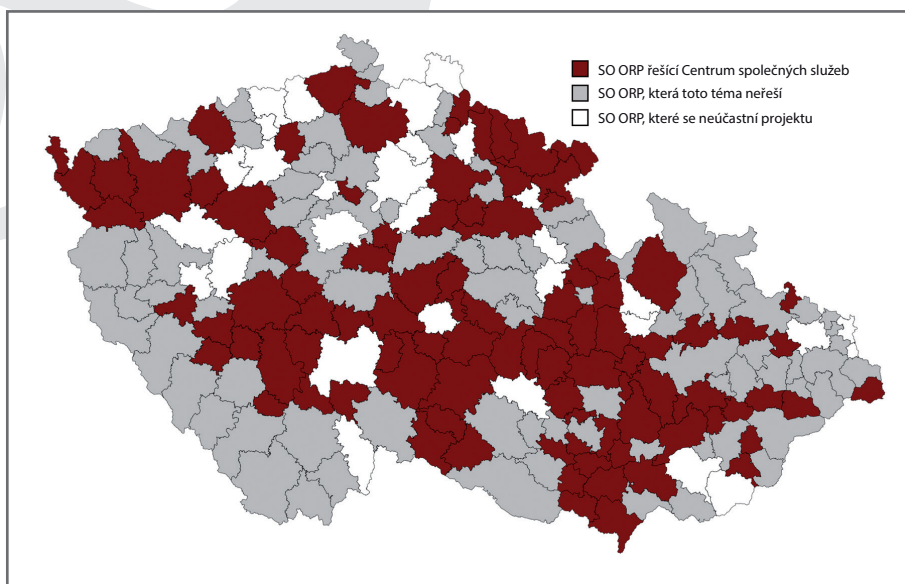 SO ORP řešící Centrum společných služeb
SO ORP, která toto téma neřeší
SO ORP, které se neúčastní projektu